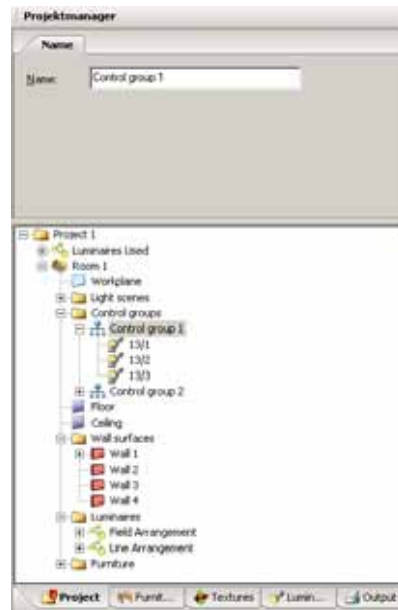 Projektmanager
Name
Name: Control group 1
Project 1
Luminaires Used
Room 1
Workplane
Light scenes
Control groups
Control group 1
13/1
13/2
13/3
Control group 2
Floor
Ceiling
Wall surfaces
Wall 1
Wall 2
Wall 3
Wall 4
Luminaires
Field Arrangement
Line Arrangement
Furniture
Project Furnit... Textures Lumin... Output